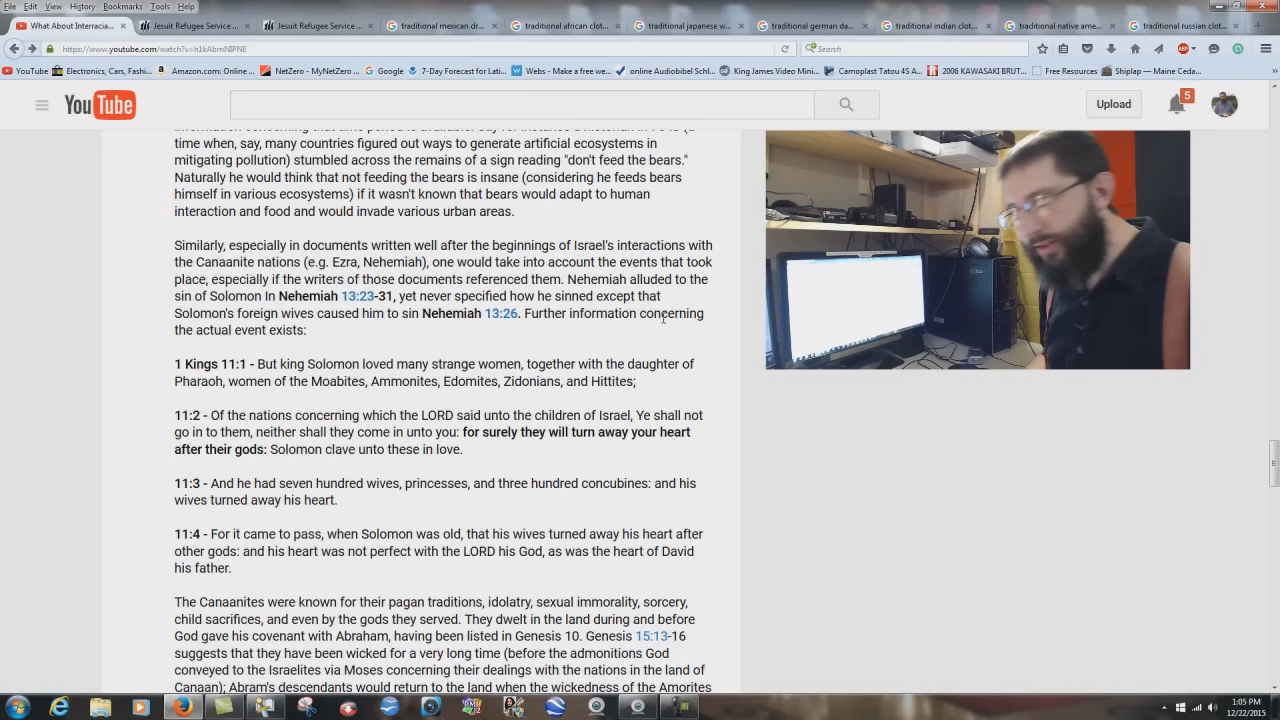 File Edit View History Bookmarks Tools Help
What About Interracia... Jesuit Refugee Service ... Jesuit Refugee Service ... traditional mexican dr... traditional african clot... traditional japanese w... traditional german da... traditional indian clot... traditional native ame... traditional russian clot...
https://www.youtube.com/watch?v=h1kAbmNIPNE Search
YouTube Electronics, Cars, Fashi... Amazon.com: Online ... NetZero - MyNetZero ... Google 7-Day Forecast for Lati... Webs - Make a free we... online Audiobibel Schl... King James Video Mini... Camoplast Tatou 4S A... 2006 KAWASAKI BRUT... Free Resources Shiplap — Maine Ceda...
YouTube Upload 5
time when, say, many countries figured out ways to generate artificial ecosystems in
mitigating pollution) stumbled across the remains of a sign reading "don't feed the bears."
Naturally he would think that not feeding the bears is insane (considering he feeds bears
himself in various ecosystems) if it wasn't known that bears would adapt to human
interaction and food and would invade various urban areas.
Similarly, especially in documents written well after the beginnings of Israel's interactions with
the Canaanite nations (e.g. Ezra, Nehemiah), one would take into account the events that took
place, especially if the writers of those documents referenced them. Nehemiah alluded to the
sin of Solomon In Nehemiah 13:23-31, yet never specified how he sinned except that
Solomon's foreign wives caused him to sin Nehemiah 13:26. Further information concerning
the actual event exists:
1 Kings 11:1 - But king Solomon loved many strange women, together with the daughter of
Pharaoh, women of the Moabites, Ammonites, Edomites, Zidonians, and Hittites;
11:2 - Of the nations concerning which the LORD said unto the children of Israel, Ye shall not
go in to them, neither shall they come in unto you: for surely they will turn away your heart
after their gods: Solomon clave unto these in love.
11:3 - And he had seven hundred wives, princesses, and three hundred concubines: and his
wives turned away his heart.
11:4 - For it came to pass, when Solomon was old, that his wives turned away his heart after
other gods: and his heart was not perfect with the LORD his God, as was the heart of David
his father.
The Canaanites were known for their pagan traditions, idolatry, sexual immorality, sorcery,
child sacrifices, and even by the gods they served. They dwelt in the land during and before
God gave his covenant with Abraham, having been listed in Genesis 10. Genesis 15:13-16
suggests that they have been wicked for a very long time (before the admonitions God
conveyed to the Israelites via Moses concerning their dealings with the nations in the land of
Canaan); Abram's descendants would return to the land when the wickedness of the Amorites
1:05 PM
12/22/2015